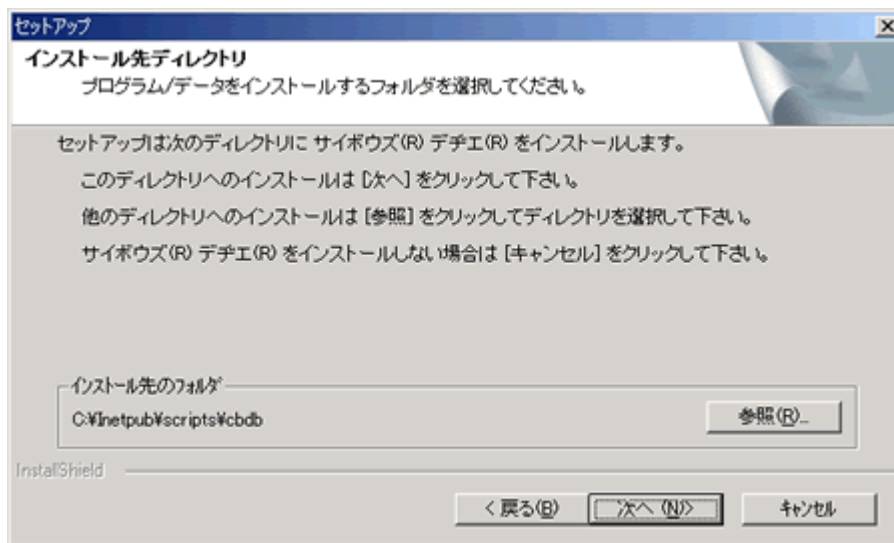 セットアップ
インストール先ディレクトリ
プログラム/データをインストールするフォルダを選択してください。
セットアップは次のディレクトリに サイボウズ(R) デヂエ(R) をインストールします。
このディレクトリへのインストールは [次へ] をクリックして下さい。
他のディレクトリへのインストールは [参照] をクリックしてディレクトリを選択して下さい。
サイボウズ(R) デヂエ(R) をインストールしない場合は [キャンセル] をクリックして下さい。
インストール先のフォルダ
C:¥Inetpub¥scripts¥cbdb
参照(R)...
InstallShield
< 戻る(B)
次へ (N)>
キャンセル